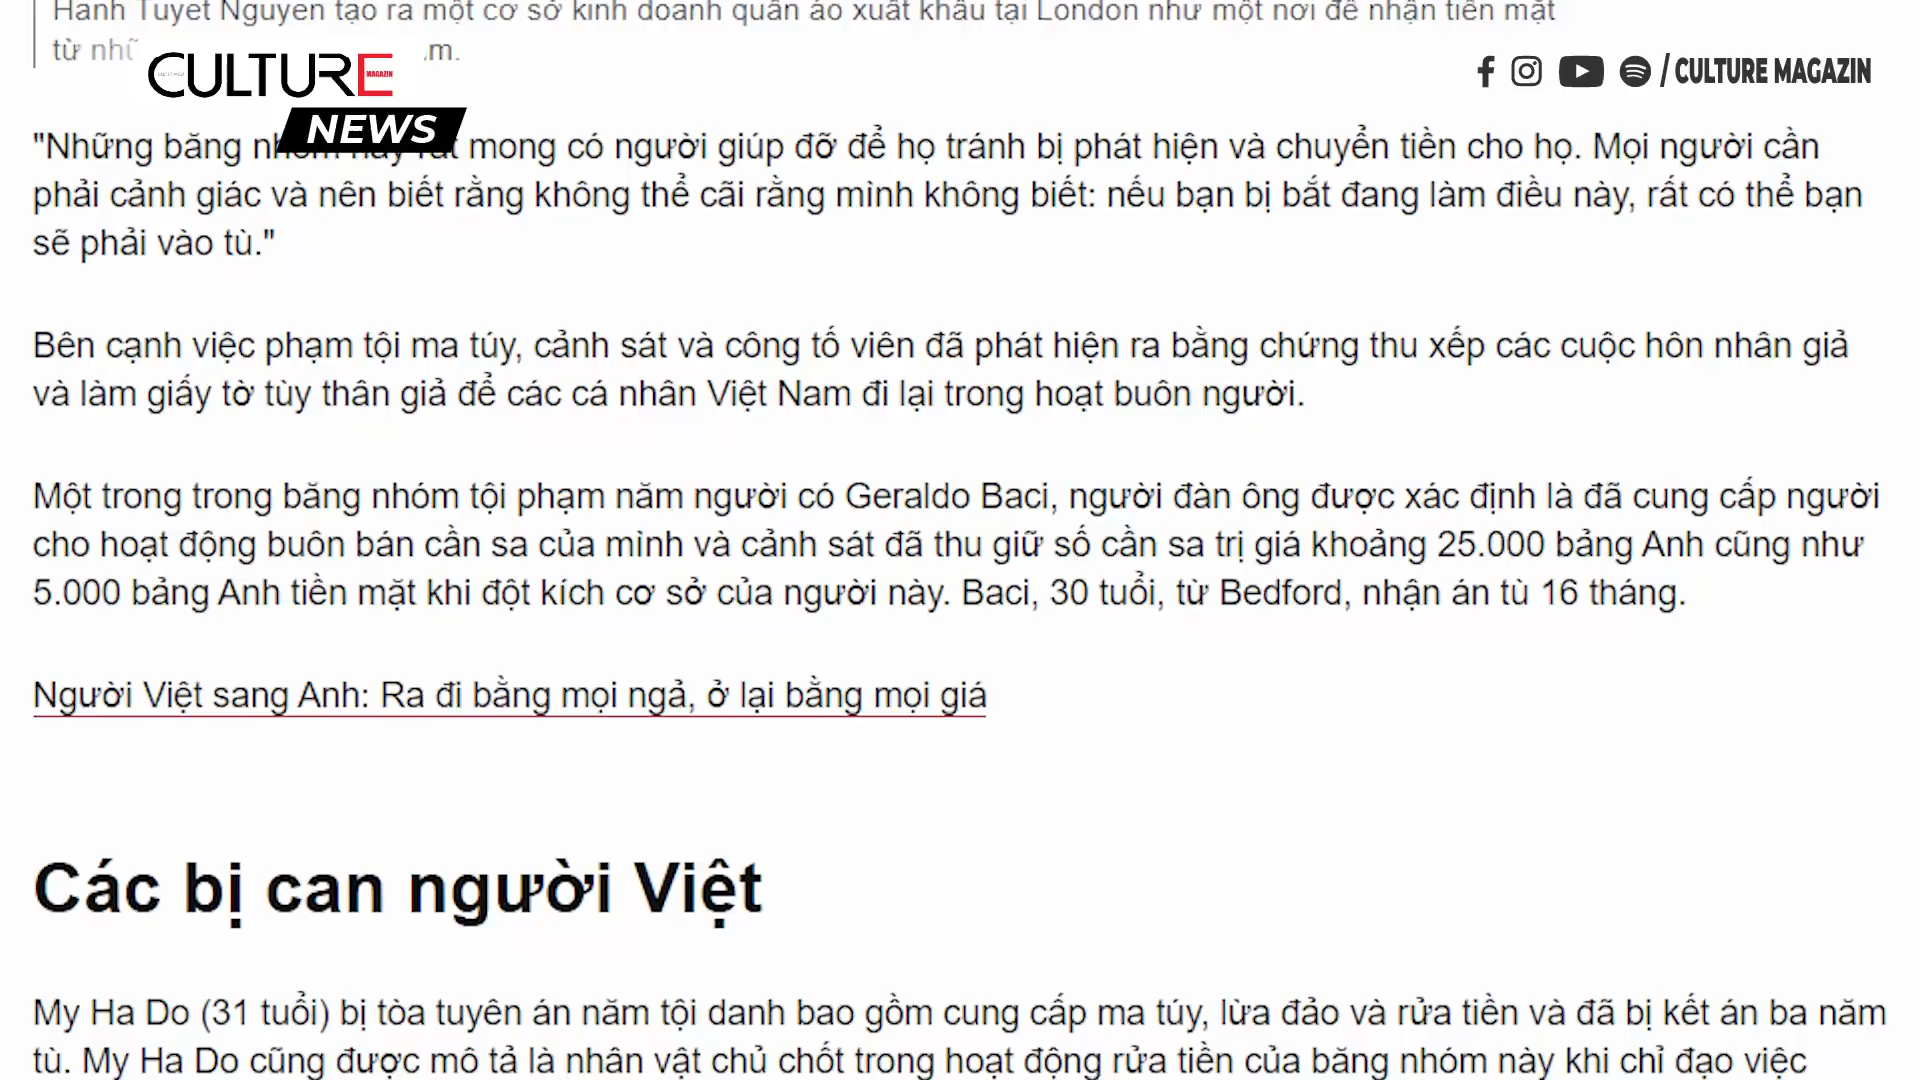 Hanh Tuyet Nguyen tạo ra một cơ sở kinh doanh quần áo xuất khẩu tại London như một nơi để nhận tiền mặt
từ
CULTURE
MAGAZIN
NEWS
/ CULTURE MAGAZIN
"Những băng mong có người giúp đỡ để họ tránh bị phát hiện và chuyển tiền cho họ. Mọi người cần
phải cảnh giác và nên biết rằng không thể cãi rằng mình không biết: nếu bạn bị bắt đang làm điều này, rất có thể bạn
sẽ phải vào tù."
Bên cạnh việc phạm tội ma túy, cảnh sát và công tố viên đã phát hiện ra bằng chứng thu xếp các cuộc hôn nhân giả
và làm giấy tờ tùy thân giả để các cá nhân Việt Nam đi lại trong hoạt buôn người.
Một trong trong băng nhóm tội phạm năm người có Geraldo Baci, người đàn ông được xác định là đã cung cấp người
cho hoạt động buôn bán cần sa của mình và cảnh sát đã thu giữ số cần sa trị giá khoảng 25.000 bảng Anh cũng như
5.000 bảng Anh tiền mặt khi đột kích cơ sở của người này. Baci, 30 tuổi, từ Bedford, nhận án tù 16 tháng.
Người Việt sang Anh: Ra đi bằng mọi ngả, ở lại bằng mọi giá
Các bị can người Việt
My Ha Do (31 tuổi) bị tòa tuyên án năm tội danh bao gồm cung cấp ma túy, lừa đảo và rửa tiền và đã bị kết án ba năm
tù. My Ha Do cũng được mô tả là nhân vật chủ chốt trong hoạt động rửa tiền của băng nhóm này khi chỉ đạo việc